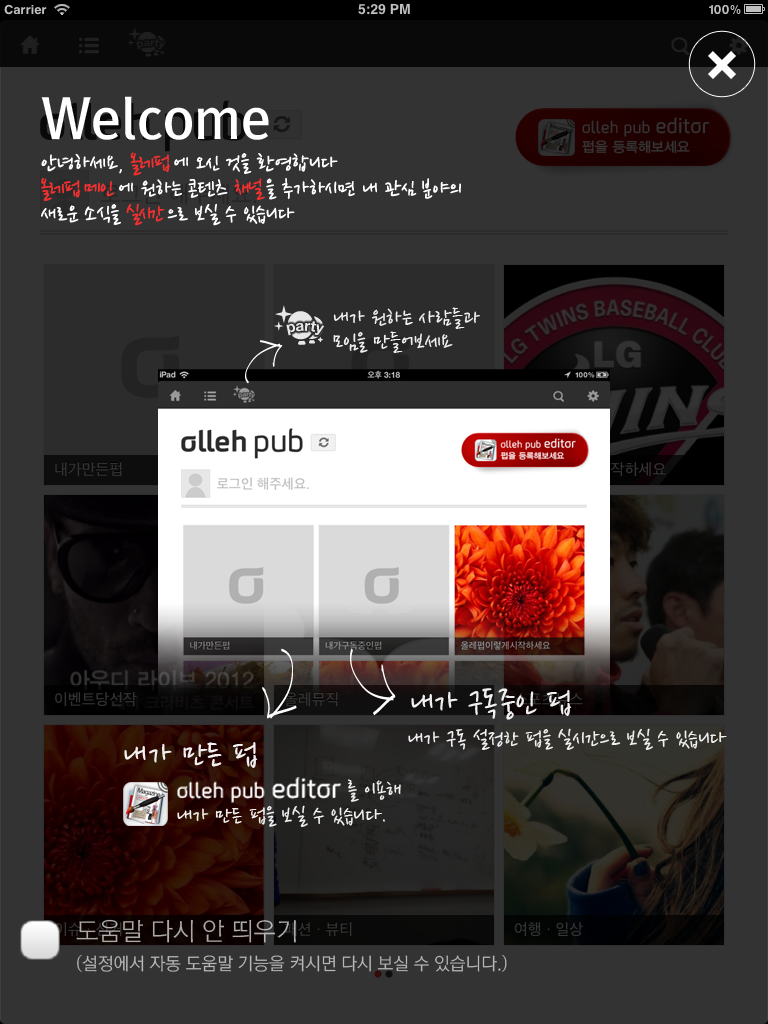 Carrier
5:29 PM
100%
party
olleh pub editor
펍을 등록해보세요
Welcome
안녕하세요, 올레펍에 오신 것을 환영합니다
올레펍 메인에 원하는 콘텐츠 채널을 추가하시면 내 관심 분야의
새로운 소식을 실시간으로 보실 수 있습니다
LG TWINS BASEBALL CLUB
LG
party
내가 원하는 사람들과
모임을 만들어보세요
iPad
오후 3:18
100%
party
olleh pub
olleh pub editor
펍을 등록해보세요
로그인 해주세요.
내가만든펍
작하세요
내가만든펍
내가구독중인펍
올레펍이렇게시작하세요
아우디 라이브 2012
크리비츠 콘서트
이벤트당선작
올레뮤직
내가 구독중인 펍
내가 구독 설정한 펍을 실시간으로 보실 수 있습니다
내가 만든 펍
Magazine
olleh pub editor를 이용해
내가 만든 펍을 보실 수 있습니다.
도움말 다시 안 띄우기
패션 · 뷰티
여행 · 일상
(설정에서 자동 도움말 기능을 켜시면 다시 보실 수 있습니다.)